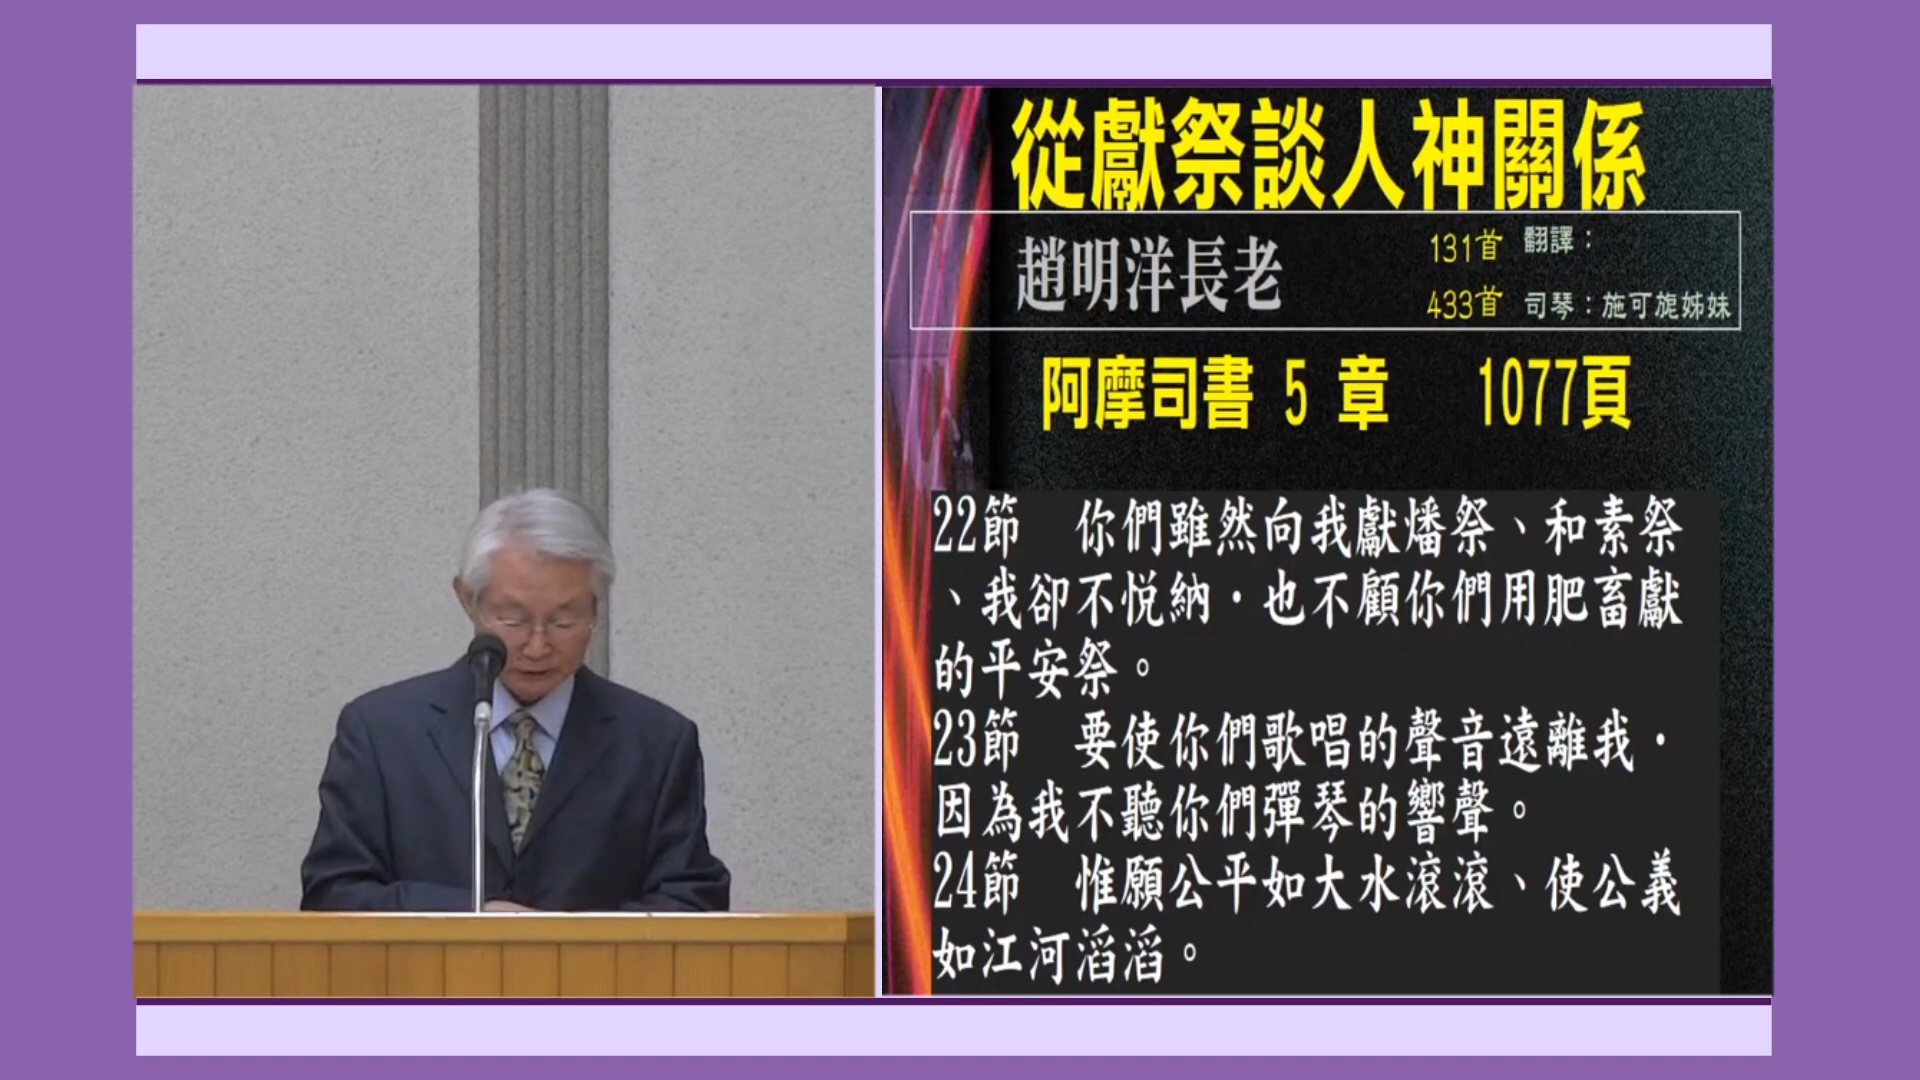 從獻祭談人神關係
趙明洋長老
131首 翻譯：
433首 司琴：施可旎姊妹
阿摩司書 5 章 1077頁
22節 你們雖然向我獻燔祭、和素祭
、我卻不悅納．也不顧你們用肥畜獻
的平安祭。
23節 要使你們歌唱的聲音遠離我．
因為我不聽你們彈琴的響聲。
24節 惟願公平如大水滾滾、使公義
如江河滔滔。